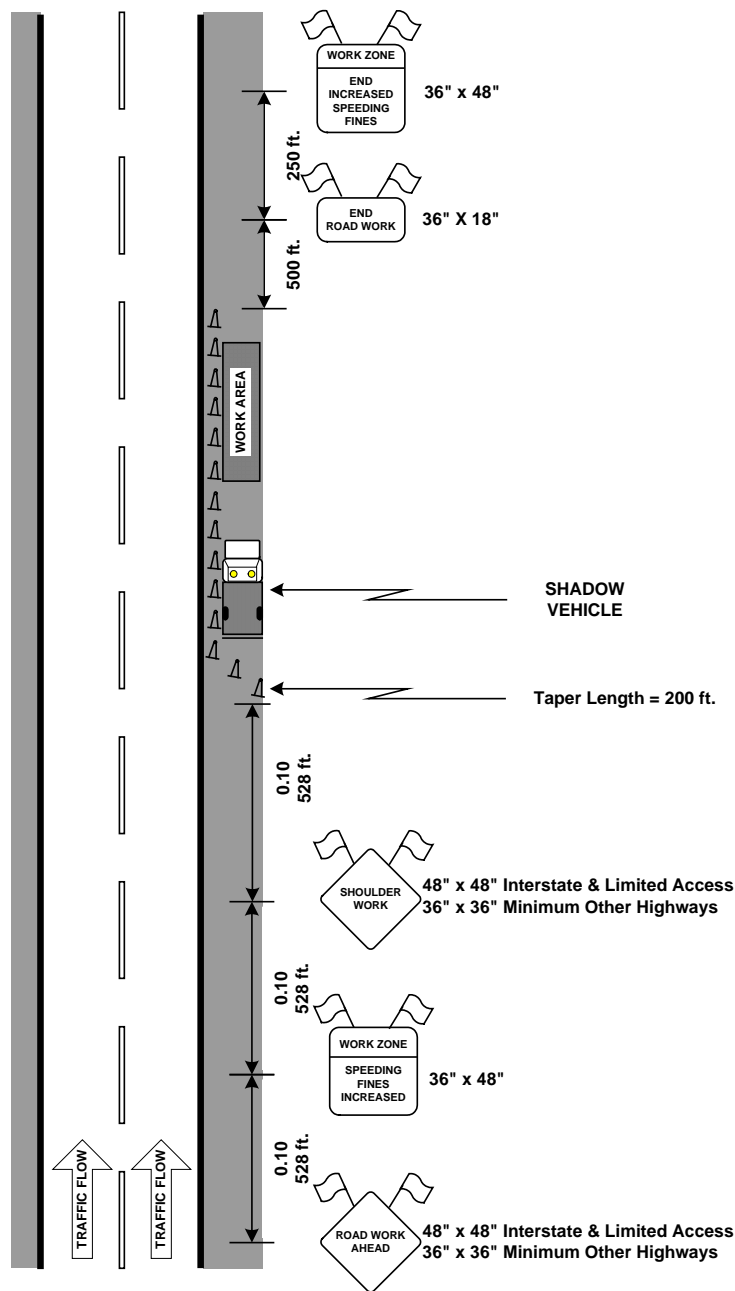 WORK ZONE
END
INCREASED
SPEEDING
FINES
36" x 48"
250 ft.
END
ROAD WORK
36" X 18"
500 ft.
WORK AREA
SHADOW
VEHICLE
Taper Length = 200 ft.
0.10
528 ft.
SHOULDER
WORK
48" x 48" Interstate & Limited Access
36" x 36" Minimum Other Highways
0.10
528 ft.
WORK ZONE
SPEEDING
FINES
INCREASED
36" x 48"
0.10
528 ft.
TRAFFIC FLOW
TRAFFIC FLOW
ROAD WORK
AHEAD
48" x 48" Interstate & Limited Access
36" x 36" Minimum Other Highways